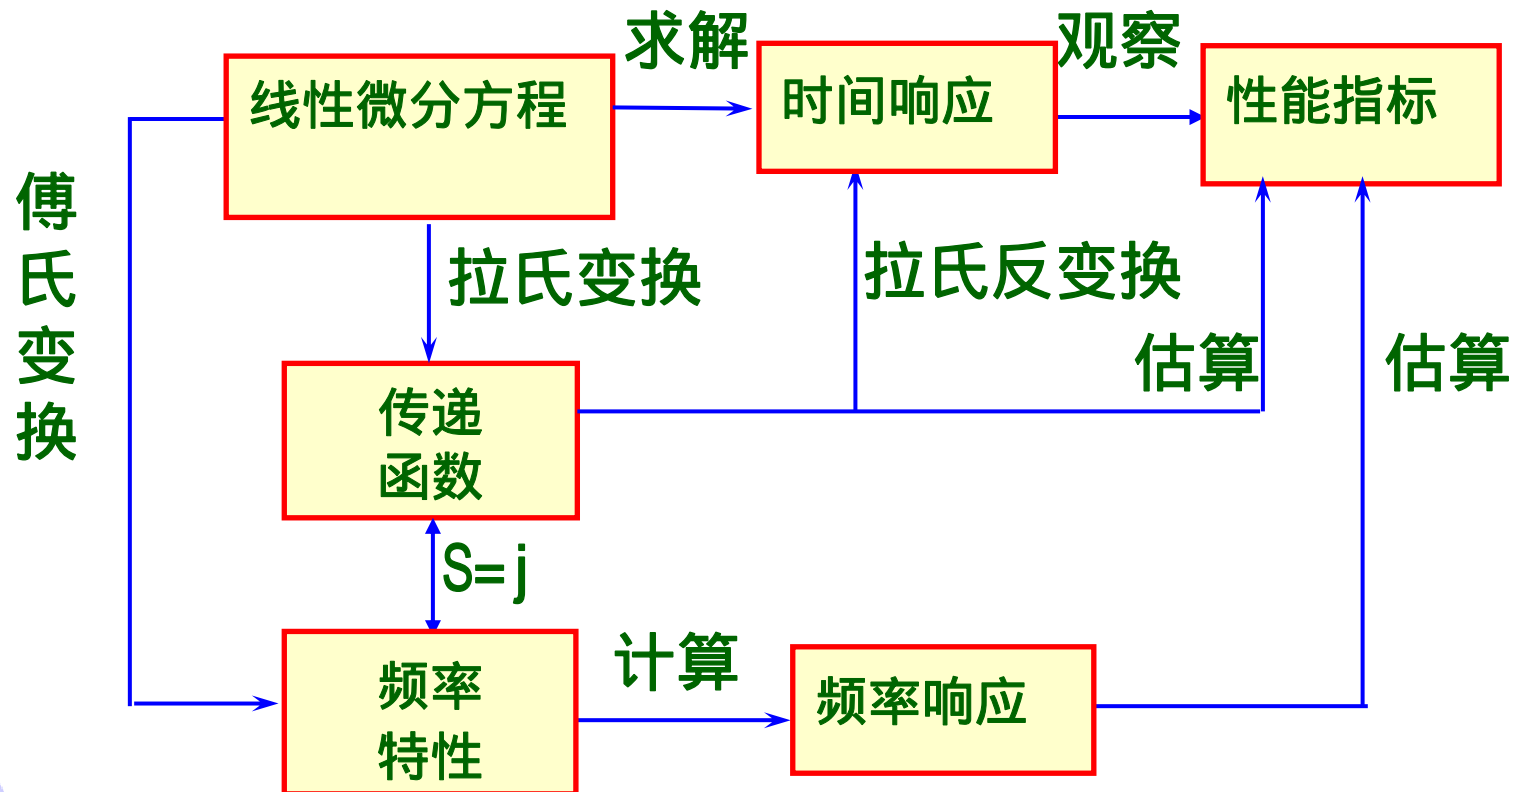 求解
观察
线性微分方程
时间响应
性能指标
傅
氏
变
换
拉氏变换
拉氏反变换
估算
估算
传递
函数
S=j
计算
频率
特性
频率响应